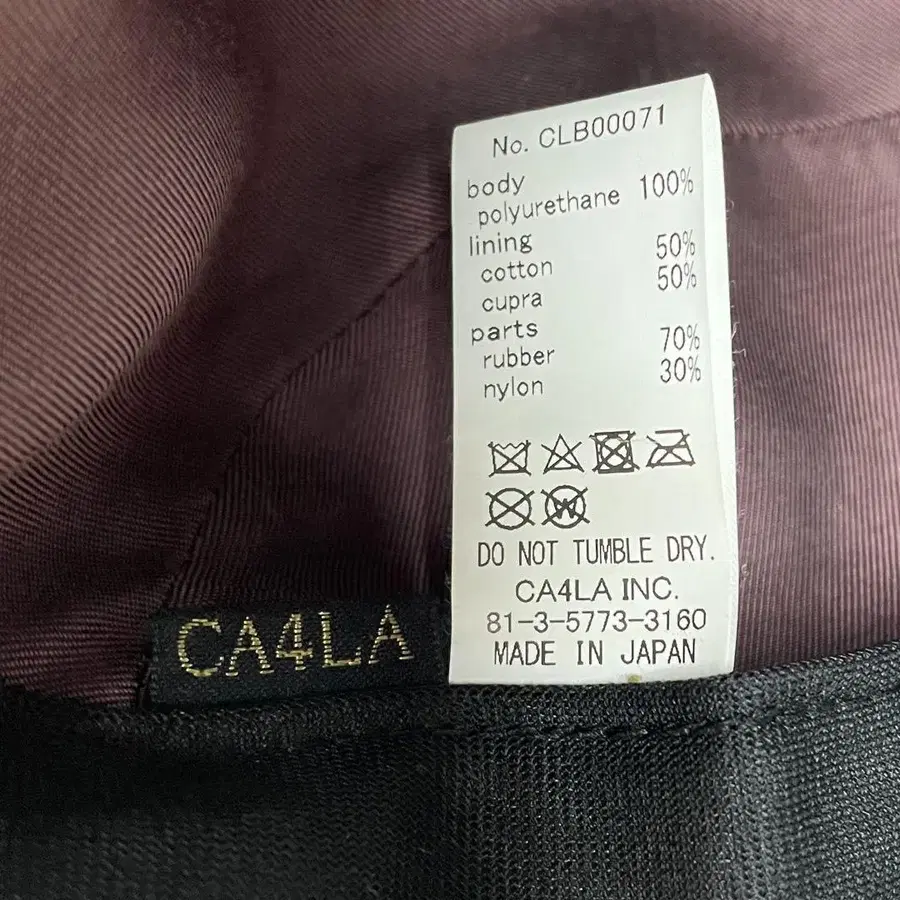 No. CLB00071
body
polyurethane 100%
lining
cotton 50%
cupra 50%
parts
rubber 70%
nylon 30%
W
DO NOT TUMBLE DRY.
CA4LA INC.
81-3-5773-3160
MADE IN JAPAN
CA4LA